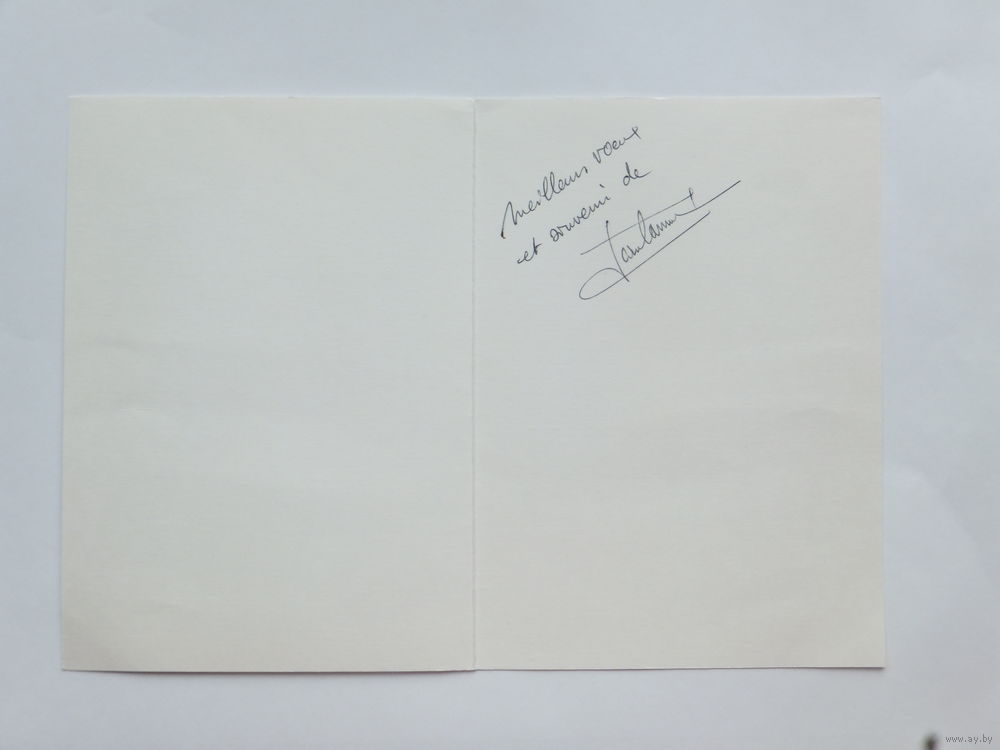 Meilleurs voeux
et souvenir de
www.ay.by